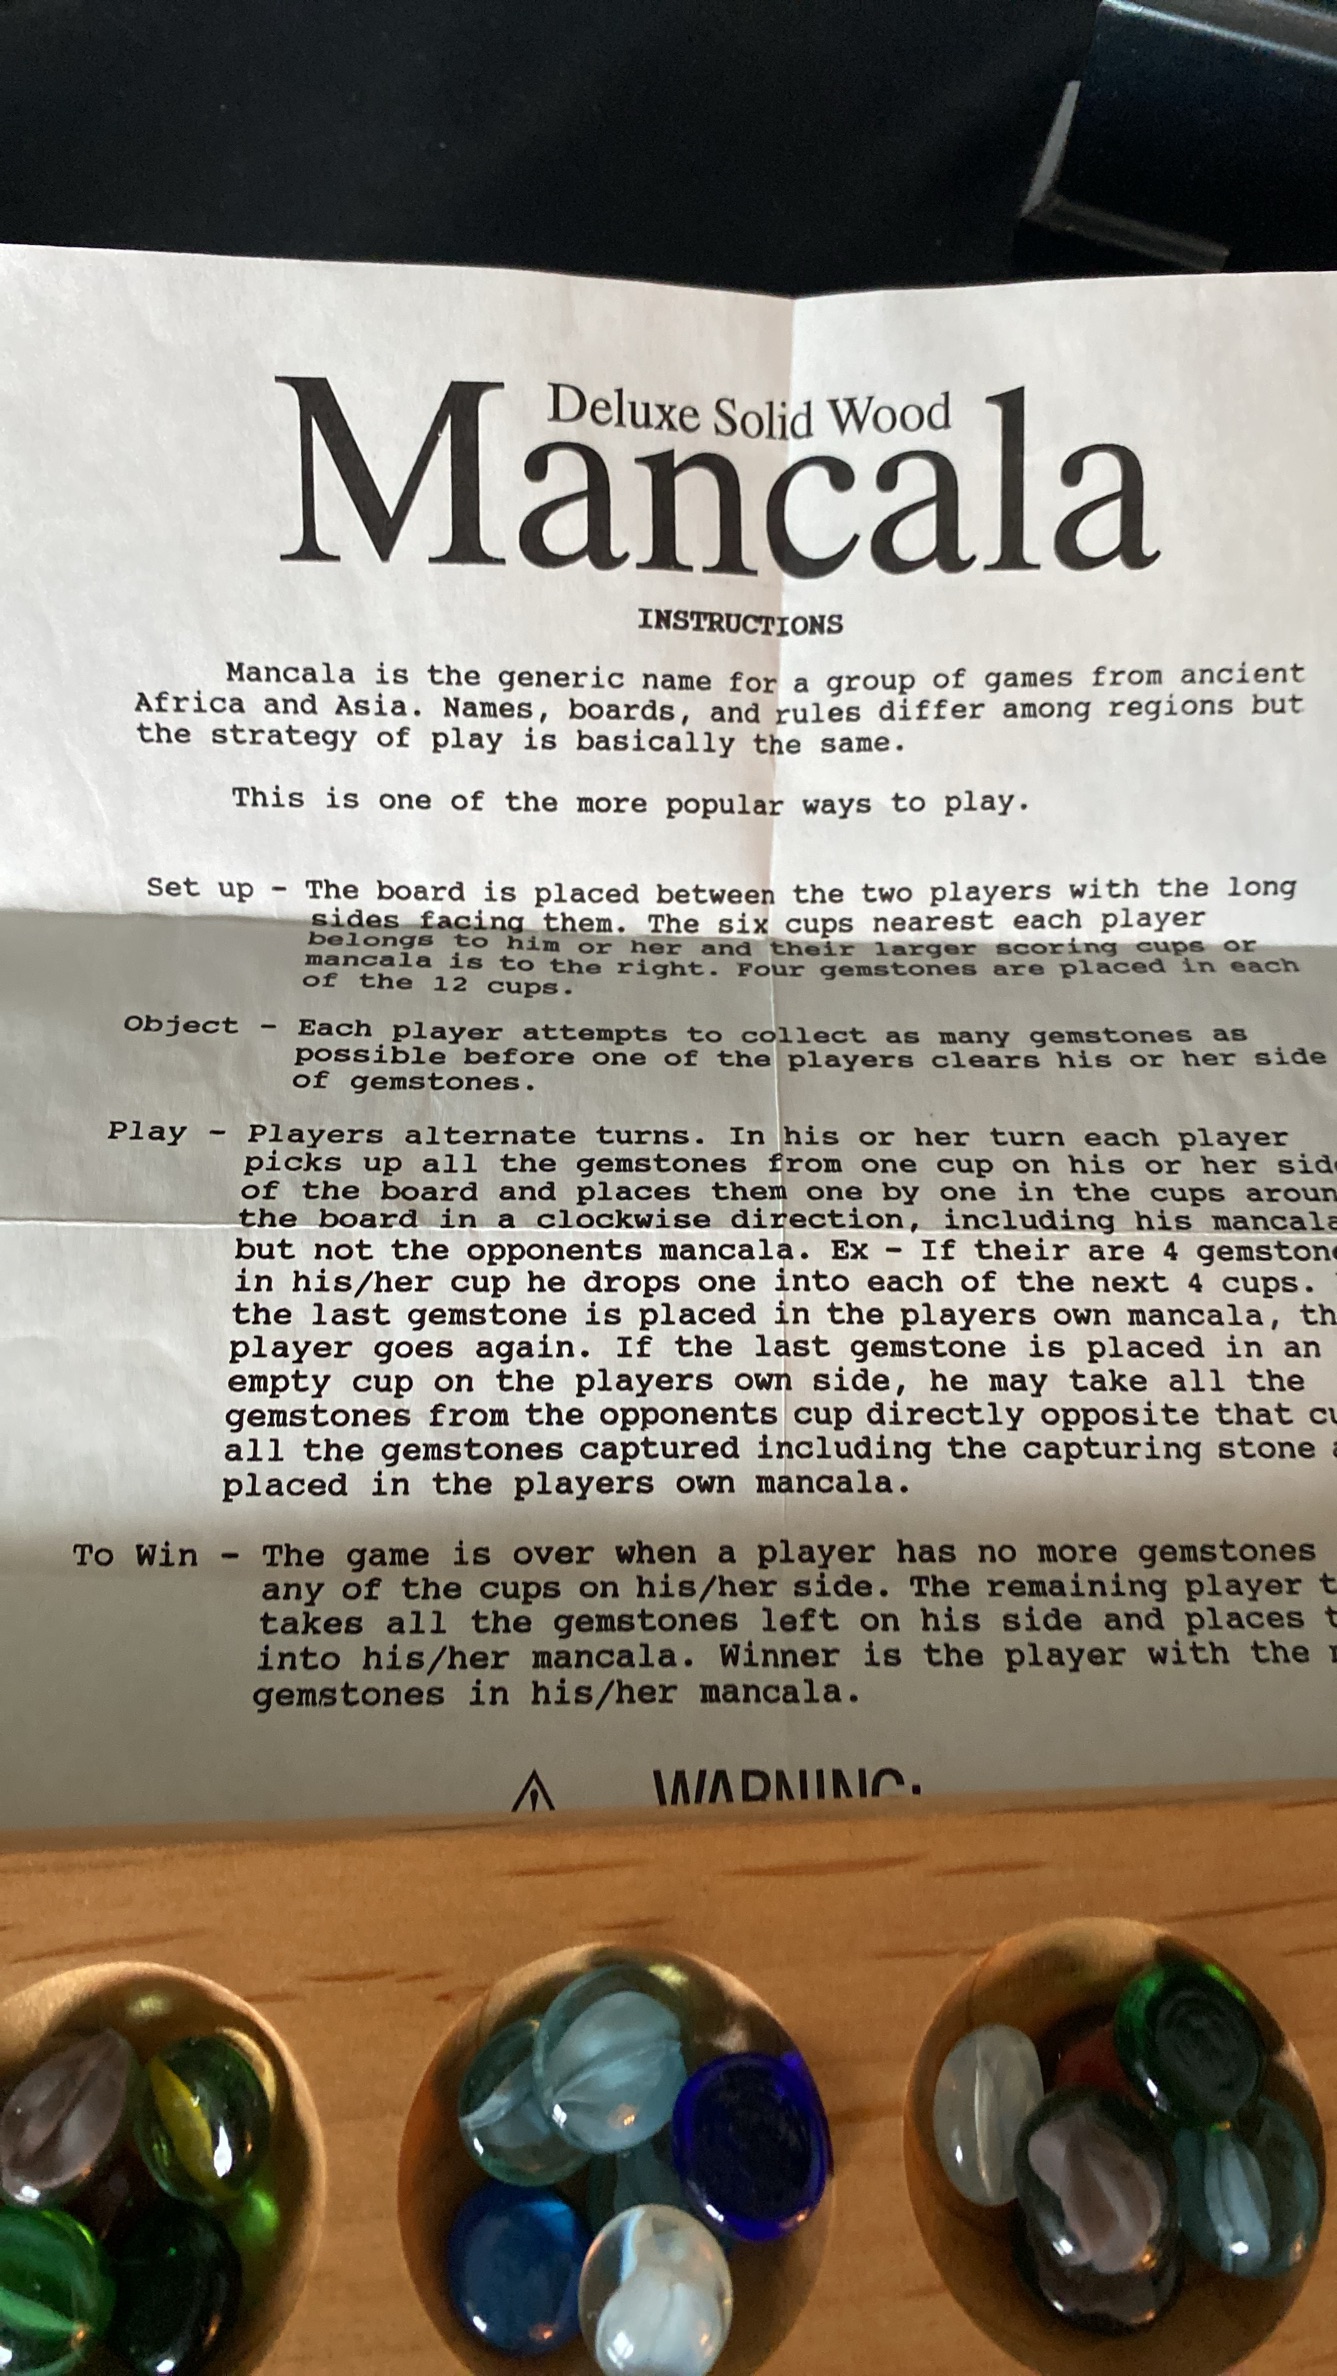 Deluxe Solid Wood
Mancala
INSTRUCTIONS
Mancala is the generic name for a group of games from ancient
Africa and Asia. Names, boards, and rules differ among regions but
the strategy of play is basically the same.
This is one of the more popular ways to play.
Set up - The board is placed between the two players with the long
sides facing them. The six cups nearest each player
belongs to him or her and their larger scoring cups or
mancala is to the right. Four gemstones are placed in each
of the 12 cups.
Object - Each player attempts to collect as many gemstones as
possible before one of the players clears his or her side
of gemstones.
Play - Players alternate turns. In his or her turn each player
picks up all the gemstones from one cup on his or her
of the board and places them one by one in the cups
the board in a clockwise direction, including his mancala
but not the opponents mancala. Ex - If their are 4
in his/her cup he drops one into each of the next 4 cups.
the last gemstone is placed in the players own mancala,
player goes again. If the last gemstone is placed in an
empty cup on the players own side, he may take all the
gemstones from the opponents cup directly opposite that
all the gemstones captured including the capturing stone
placed in the players own mancala.
To Win - The game is over when a player has no more gemstones
any of the cups on his/her side. The remaining player
takes all the gemstones left on his side and places
into his/her mancala. Winner is the player with the
gemstones in his/her mancala.
WARNING: